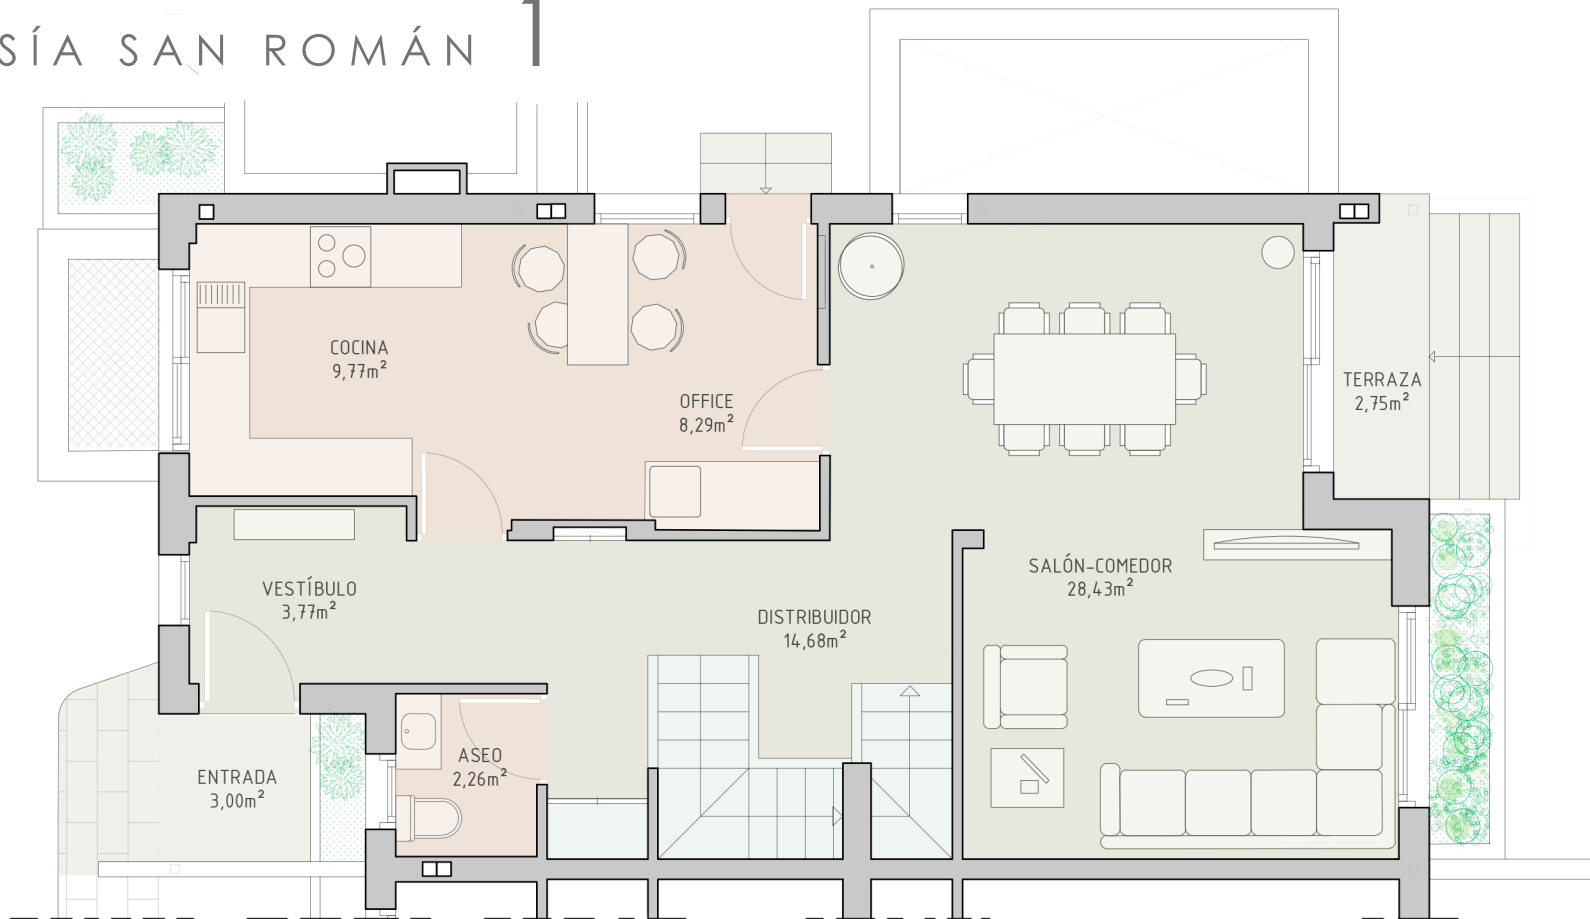 SÍA SAN ROMÁN 1
COCINA
9,77m²
OFFICE
8,29m²
TERRAZA
2,75m²
VESTÍBULO
3,77m²
DISTRIBUIDOR
14,68m²
SALÓN-COMEDOR
28,43m²
ENTRADA
3,00m²
ASEO
2,26m²